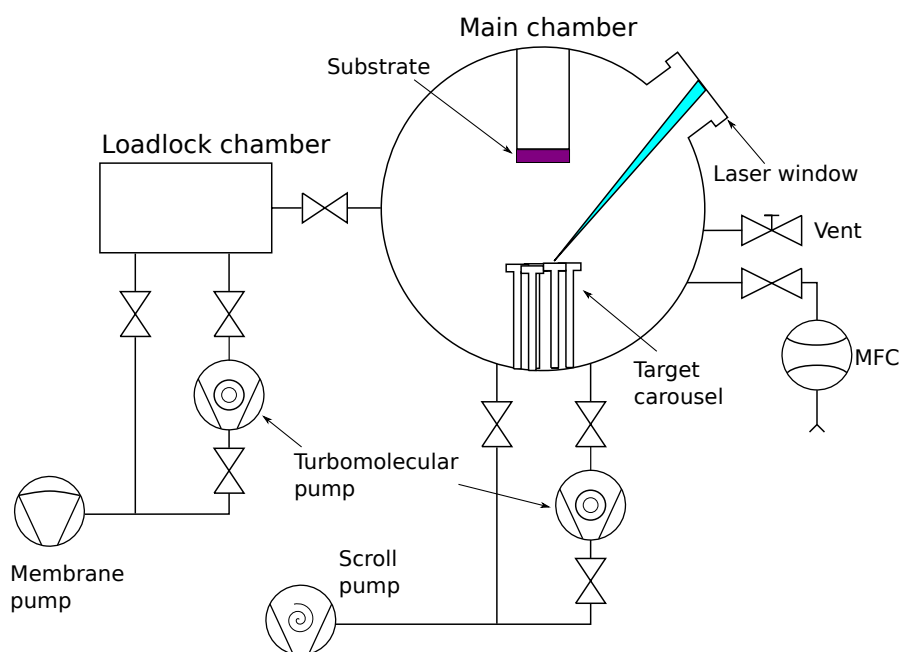 Main chamber
Substrate
Loadlock chamber
Laser window
Vent
MFC
Target
carousel
Turbomolecular
pump
Scroll
pump
Membrane
pump